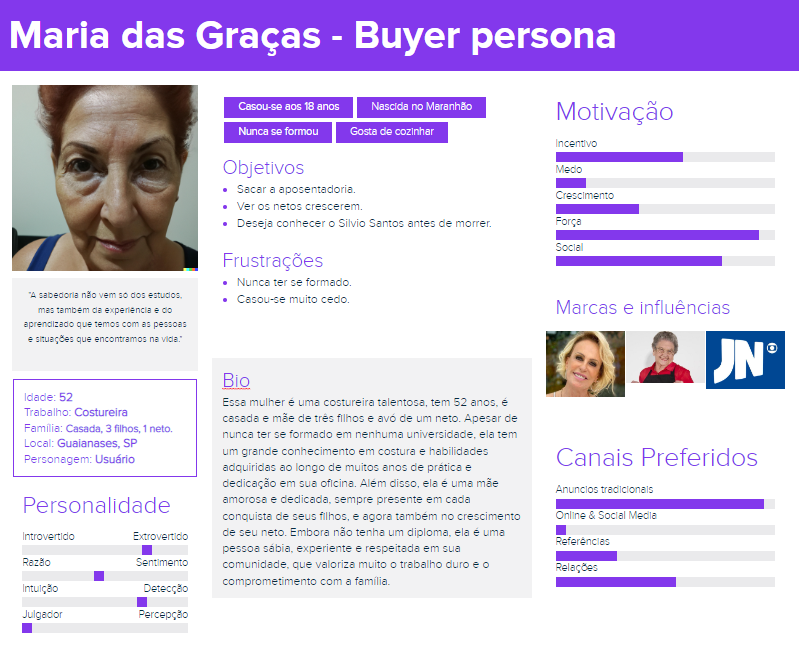 Maria das Graças - Buyer persona
"A sabedoria não vem só dos estudos,
mas também da experiência e do
aprendizado que temos com as pessoas
e situações que encontramos na vida."
Idade: 52
Trabalho: Costureira
Família: Casada, 3 filhos, 1 neto.
Local: Guaianases, SP
Personagem: Usuário
Personalidade
Introvertido Extrovertido
Razão Sentimento
Intuição Detecção
Julgador Percepção
Casou-se aos 18 anos Nascida no Maranhão
Nunca se formou Gosta de cozinhar
Objetivos
Sacar a aposentadoria.
Ver os netos crescerem.
Deseja conhecer o Silvio Santos antes de morrer.
Frustrações
Nunca ter se formado.
Casou-se muito cedo.
Bio
Essa mulher é uma costureira talentosa, tem 52 anos, é
casada e mãe de três filhos e avó de um neto. Apesar de
nunca ter se formado em nenhuma universidade, ela tem
um grande conhecimento em costura e habilidades
adquiridas ao longo de muitos anos de prática e
dedicação em sua oficina. Além disso, ela é uma mãe
amorosa e dedicada, sempre presente em cada
conquista de seus filhos, e agora também no crescimento
de seu neto. Embora não tenha um diploma, ela é uma
pessoa sábia, experiente e respeitada em sua
comunidade, que valoriza muito o trabalho duro e o
comprometimento com a família.
Motivação
Incentivo
Medo
Crescimento
Força
Social
Marcas e influências
JN
Canais Preferidos
Anuncios tradicionais
Online & Social Media
Referências
Relações